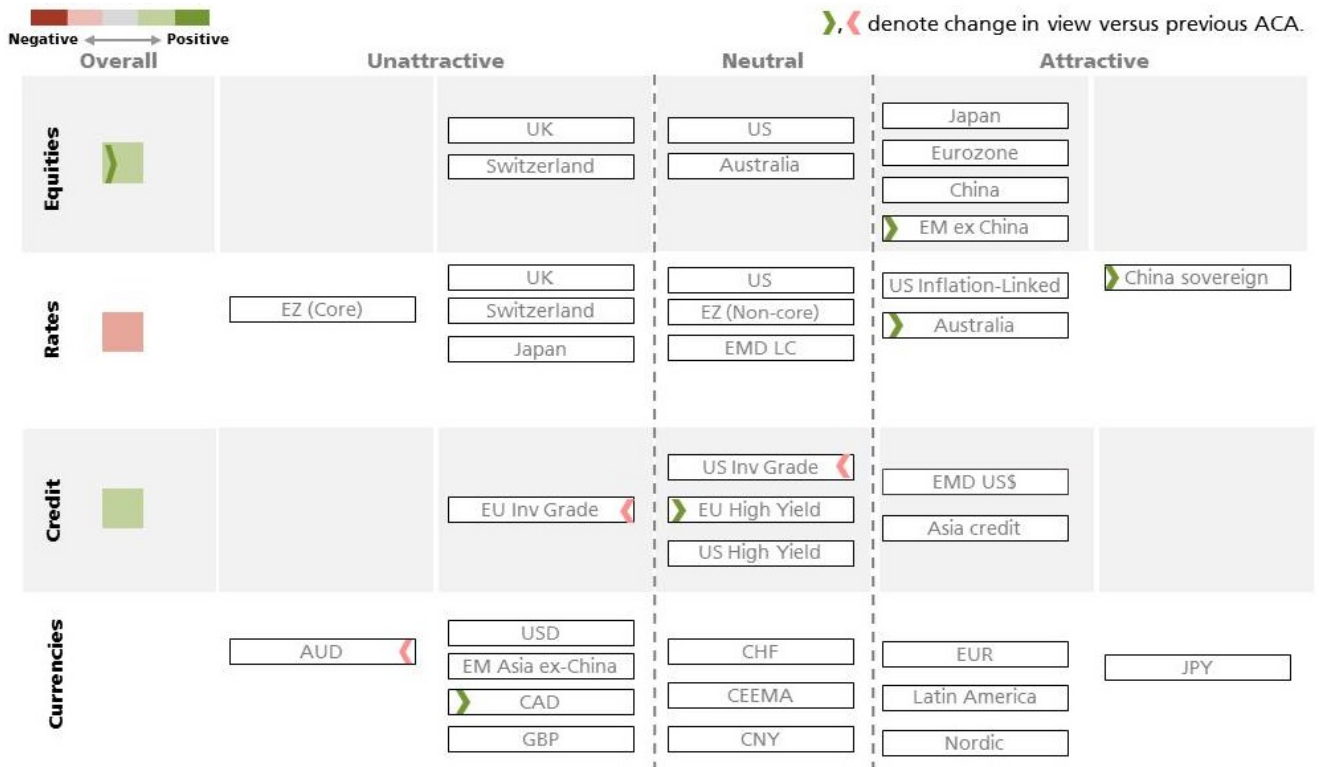 ❯,❮ denote change in view versus previous ACA.
Negative ⟷ Positive
Overall Unattractive Neutral Attractive
Equities
UK
Switzerland
US
Australia
Japan
Eurozone
China
EM ex China
Rates
EZ (Core)
UK
Switzerland
Japan
US
EZ (Non-core)
EMD LC
US Inflation-Linked
Australia
China sovereign
Credit
EU Inv Grade
US Inv Grade
EU High Yield
US High Yield
EMD US$
Asia credit
Currencies
AUD
USD
EM Asia ex-China
CAD
GBP
CHF
CEEMA
CNY
EUR
Latin America
Nordic
JPY